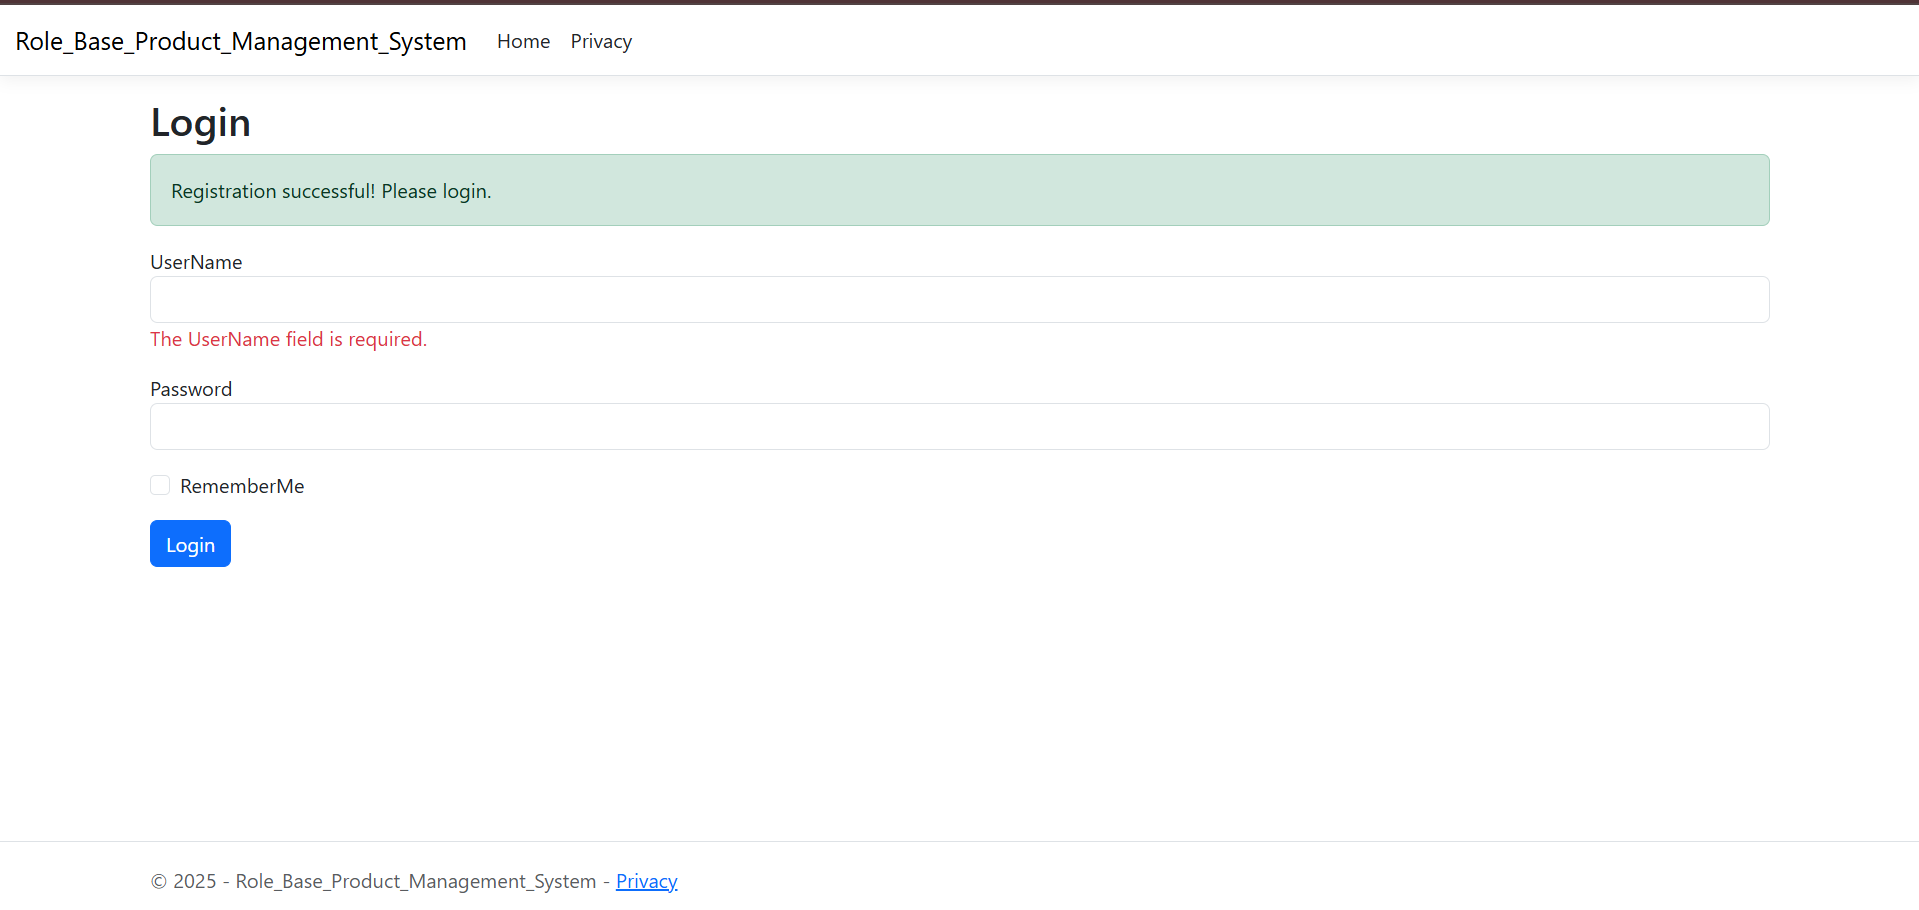 Role_Base_Product_Management_System Home Privacy
Login
Registration successful! Please login.
UserName
The UserName field is required.
Password
RememberMe
Login
© 2025 - Role_Base_Product_Management_System - Privacy